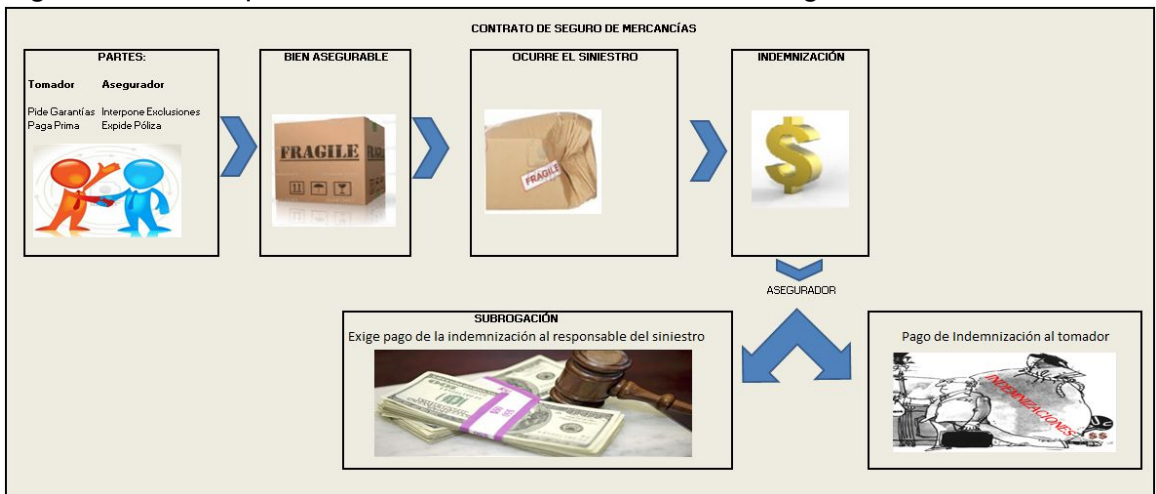 CONTRATO DE SEGURO DE MERCANCÍAS
PARTES:
Tomador Asegurador
Pide Garantías Interpone Exclusiones
Paga Prima Expide Póliza
BIEN ASEGURABLE
FRAGILE
OCURRE EL SINIESTRO
FRAGILE
INDEMNIZACIÓN
$
ASEGURADOR
SUBROGACIÓN
Exige pago de la indemnización al responsable del siniestro
Pago de Indemnización al tomador
INDEMNIZACIONES
$$